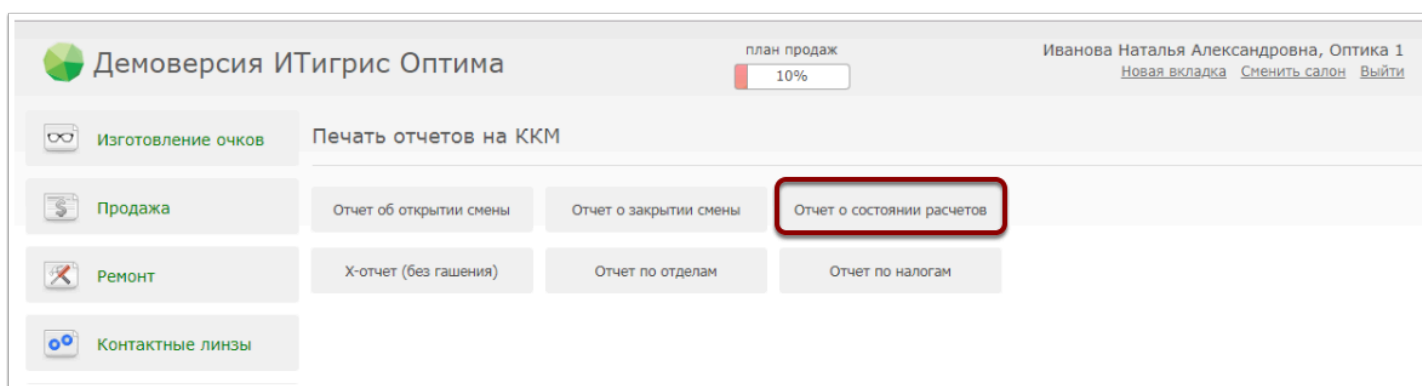 Демоверсия ИТигрис Оптима
план продаж
10%
Иванова Наталья Александровна, Оптика 1
Новая вкладка Сменить салон Выйти
Изготовление очков
Продажа
Ремонт
Контактные линзы
Печать отчетов на ККМ
Отчет об открытии смены Отчет о закрытии смены Отчет о состоянии расчетов
X-отчет (без гашения) Отчет по отделам Отчет по налогам